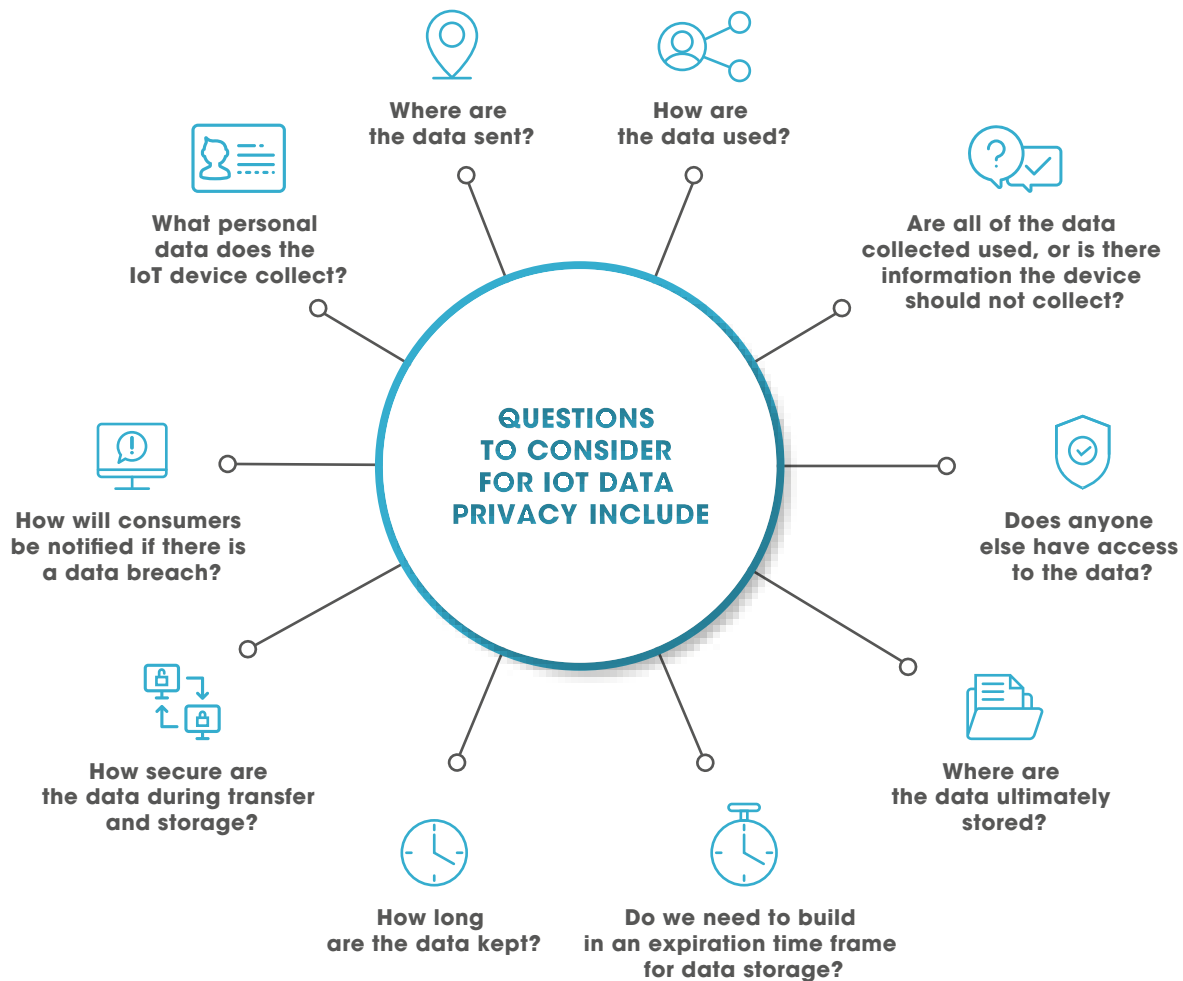 Where are
the data sent?
How are
the data used?
What personal
data does the
IoT device collect?
Are all of the data
collected used, or is there
information the device
should not collect?
QUESTIONS
TO CONSIDER
FOR IOT DATA
PRIVACY INCLUDE
How will consumers
be notified if there is
a data breach?
Does anyone
else have access
to the data?
How secure are
the data during transfer
and storage?
Where are
the data ultimately
stored?
How long
are the data kept?
Do we need to build
in an expiration time frame
for data storage?